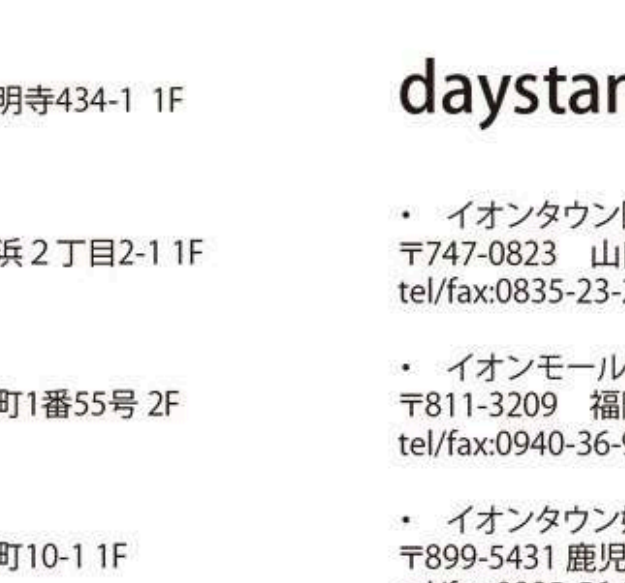 明寺434-1 1F
浜２丁目2-1 1F
町1番55号 2F
町10-1 1F
daystar
・ イオンタウン
〒747-0823 山
tel/fax:0835-23-
・ イオンモール
〒811-3209 福
tel/fax:0940-36-
・ イオンタウン
〒899-5431 鹿児